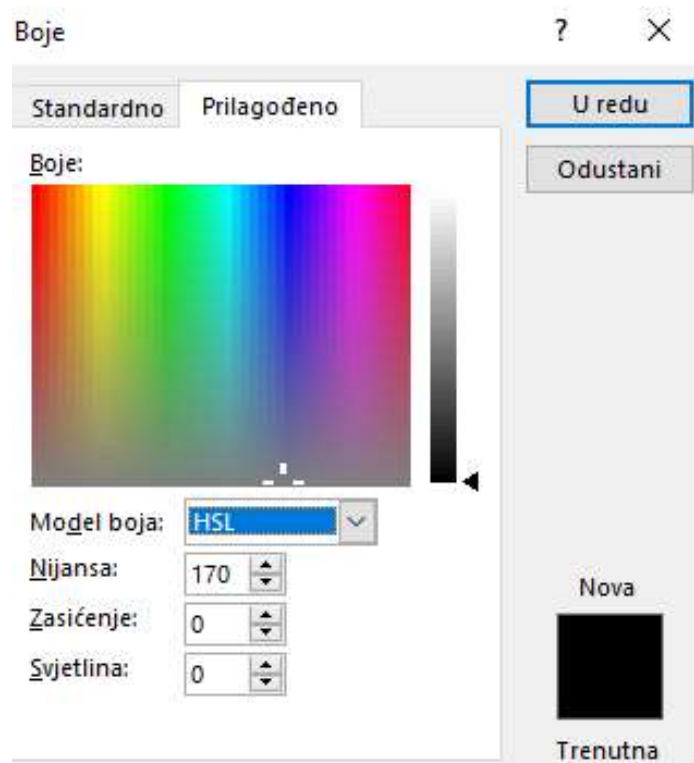 Boje ? ×
Standardno Prilagođeno U redu
Boje: Odustani
Model boja: HSL
Nijansa: 170
Zasićenje: 0
Svjetlina: 0
Nova
Trenutna